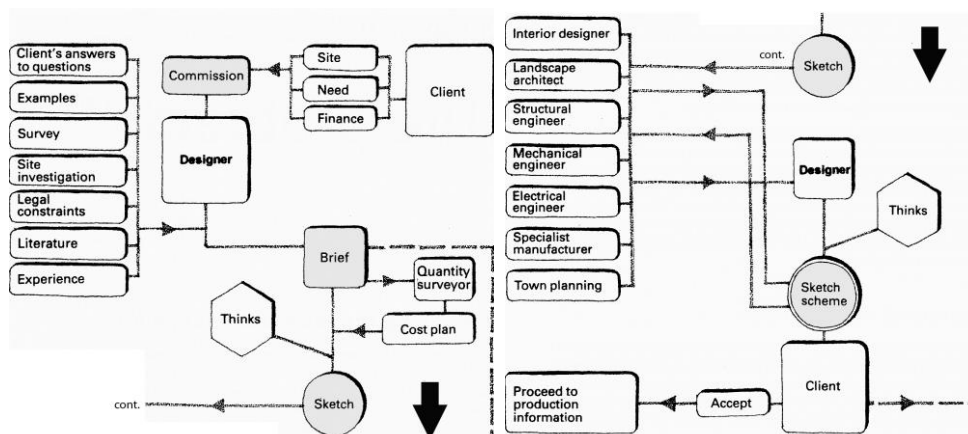 Client's answers
to questions
Examples
Survey
Site
investigation
Legal
constraints
Literature
Experience
Commission
Designer
Site
Need
Finance
Client
Brief
Quantity
surveyor
Cost plan
Thinks
Sketch
cont.
Interior designer
Landscape
architect
Structural
engineer
Mechanical
engineer
Electrical
engineer
Specialist
manufacturer
Town planning
cont.
Sketch
Designer
Thinks
Sketch
scheme
Client
Accept
Proceed to
production
information